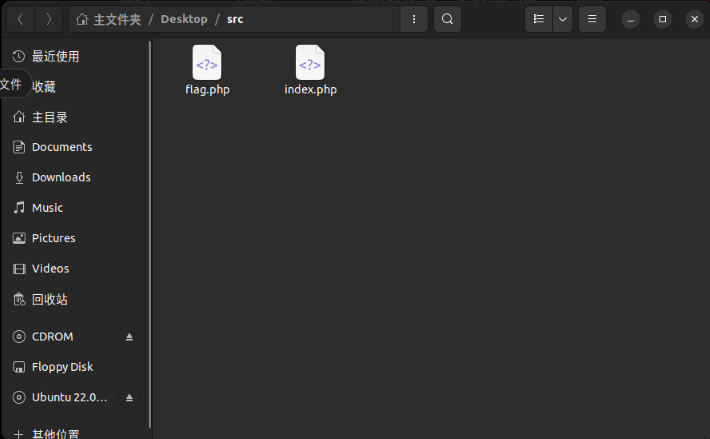 主文件夹 / Desktop / src
最近使用
文件
收藏
主目录
Documents
Downloads
Music
Pictures
Videos
回收站
CDROM
Floppy Disk
Ubuntu 22.0...
其他位置
flag.php
index.php